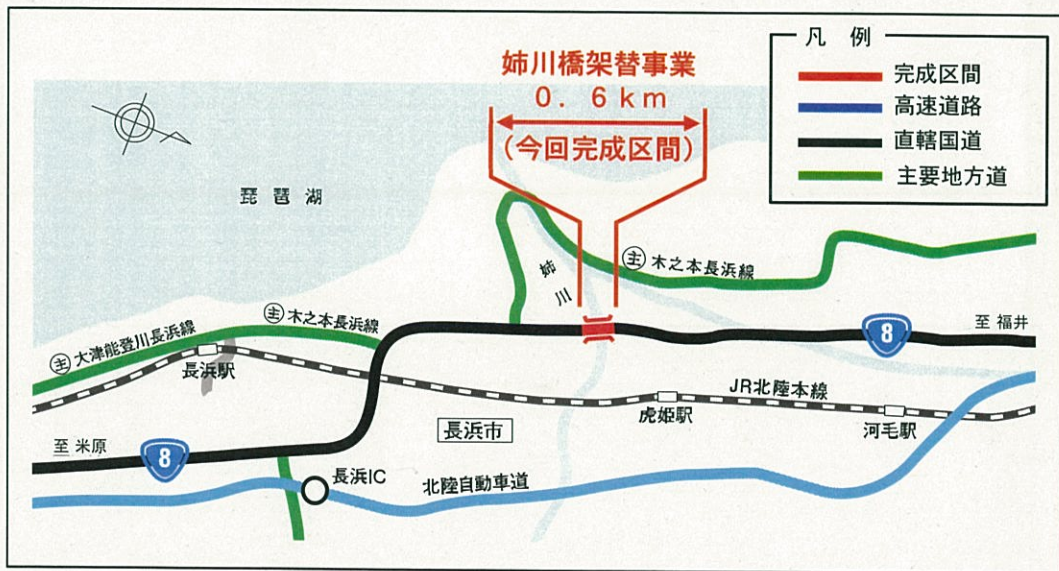 姉川橋架替事業
0．6km
(今回完成区間)
凡例
完成区間
高速道路
直轄国道
主要地方道
琵琶湖
姉川
主 木之本長浜線
主 木之本長浜線
主 大津能登川長浜線
長浜駅
8
至 福井
JR北陸本線
虎姫駅
河毛駅
長浜市
至 米原
8
長浜IC
北陸自動車道